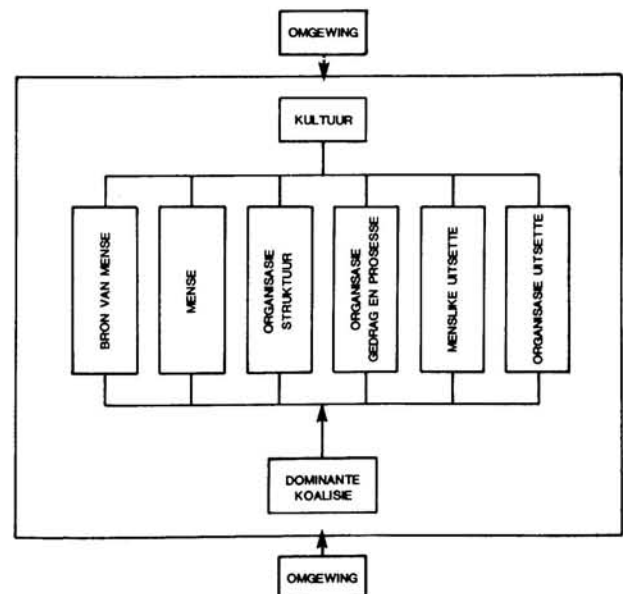 OMGEWING
KULTUUR
BRON VAN MENSE
MENSE
ORGANISASIE
STRUKTUUR
ORGANISASIE
GEDRAG EN PROSESSE
MENSLIKE UITSETTE
ORGANISASIE UITSETTE
DOMINANTE
KOALISIE
OMGEWING